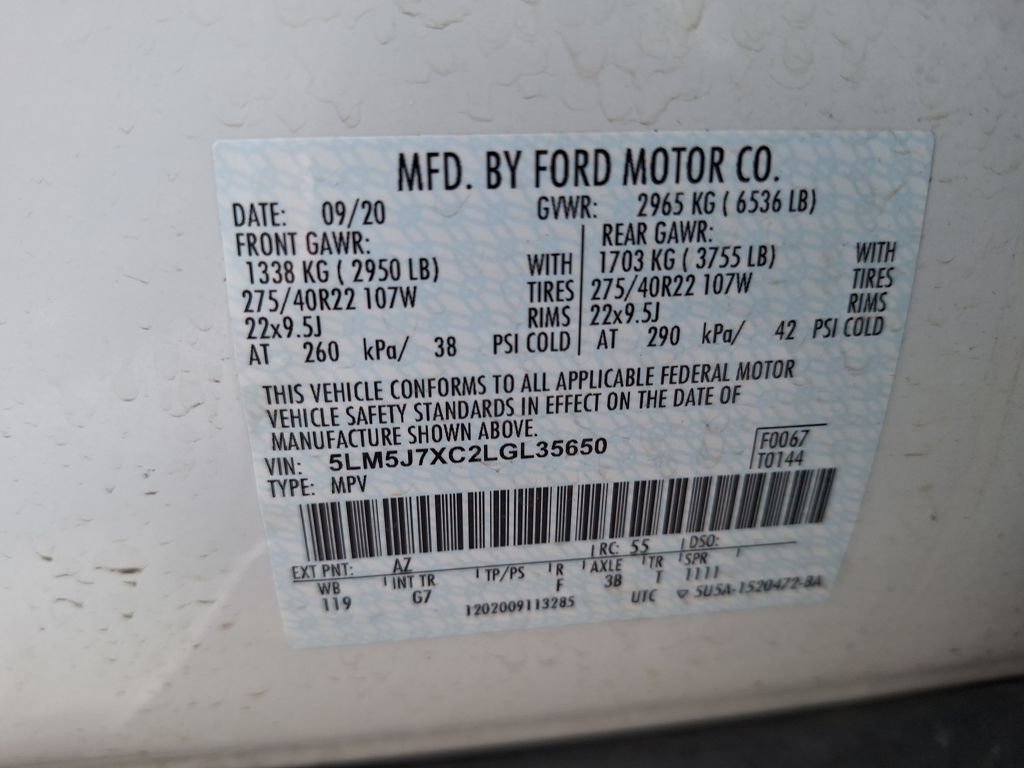 MFD. BY FORD MOTOR CO.
DATE: 09/20 GVWR: 2965 KG ( 6536 LB)
FRONT GAWR: REAR GAWR:
1338 KG ( 2950 LB) WITH 1703 KG ( 3755 LB) WITH
275/40R22 107W TIRES 275/40R22 107W TIRES
22x9.5J RIMS 22x9.5J RIMS
AT 260 kPa/ 38 PSI COLD AT 290 kPa/ 42 PSI COLD
THIS VEHICLE CONFORMS TO ALL APPLICABLE FEDERAL MOTOR
VEHICLE SAFETY STANDARDS IN EFFECT ON THE DATE OF
MANUFACTURE SHOWN ABOVE.
VIN: 5LM5J7XC2LGL35650 F0067
TYPE: MPV T0144
EXT PNT: AZ RC: 55 DSO:
WB INT TR TP/PS R AXLE TR SPR
119 G7 F 3B T 1111
1202009113285 UTC ▽ 5U5A-1520472-BA